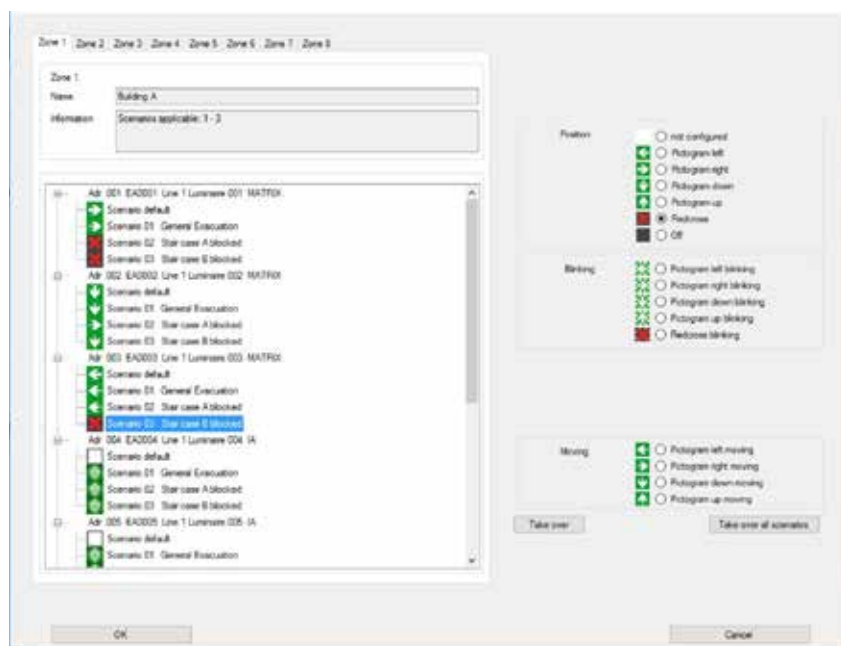 Zone 1 Zone 2 Zone 3 Zone 4 Zone 5 Zone 6 Zone 7 Zone 8
Zone 1
Name Building A
Information Scenarios applicable: 1 - 3
Adr 001 EA0001 Line 1 Luminaire 001 MATRIX
Scenario default
Scenario 01 General Evacuation
Scenario 02 Stair case A blocked
Scenario 03 Stair case B blocked
Adr 002 EA0002 Line 1 Luminaire 002 MATRIX
Scenario default
Scenario 01 General Evacuation
Scenario 02 Stair case A blocked
Scenario 03 Stair case B blocked
Adr 003 EA0003 Line 1 Luminaire 003 MATRIX
Scenario default
Scenario 01 General Evacuation
Scenario 02 Stair case A blocked
Scenario 03 Stair case B blocked
Adr 004 EA0004 Line 1 Luminaire 004 IA
Scenario default
Scenario 01 General Evacuation
Scenario 02 Stair case A blocked
Scenario 03 Stair case B blocked
Adr 005 EA0005 Line 1 Luminaire 005 IA
Scenario default
Scenario 01 General Evacuation
Position
not configured
Pictogram left
Pictogram right
Pictogram down
Pictogram up
Redcross
Off
Blinking
Pictogram left blinking
Pictogram right blinking
Pictogram down blinking
Pictogram up blinking
Redcross blinking
Moving
Pictogram left moving
Pictogram right moving
Pictogram down moving
Pictogram up moving
Take over
Take over all scenarios
OK
Cancel